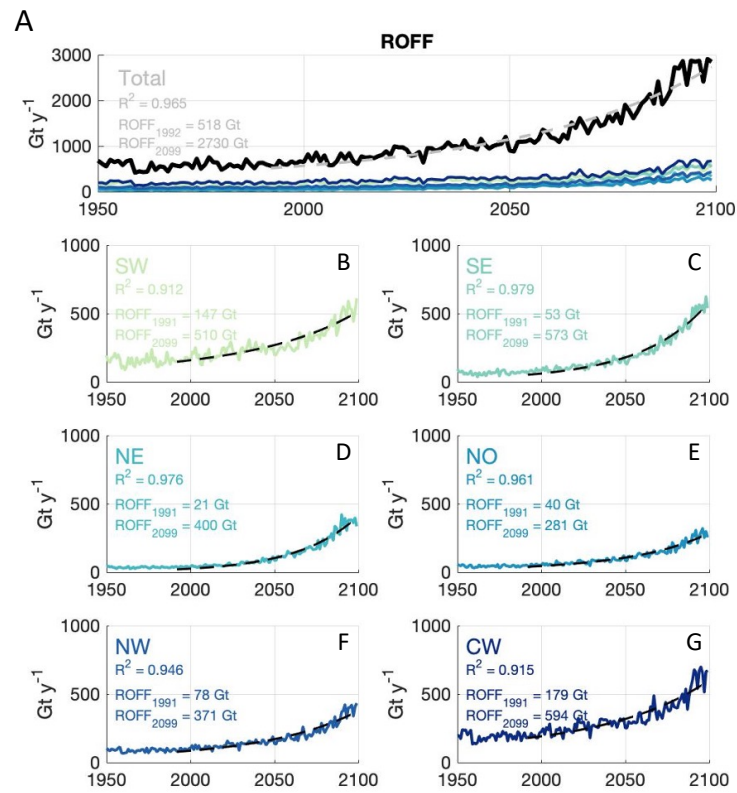 A
ROFF
3000
2000
1000
0
Gt y⁻¹
Total
R² = 0.965
ROFF₁₉₉₂ = 518 Gt
ROFF₂₀₉₉ = 2730 Gt
1950 2000 2050 2100
1000
500
0
Gt y⁻¹
SW
B
R² = 0.912
ROFF₁₉₉₁ = 147 Gt
ROFF₂₀₉₉ = 510 Gt
1950 2000 2050 2100
1000
500
0
Gt y⁻¹
SE
C
R² = 0.979
ROFF₁₉₉₁ = 53 Gt
ROFF₂₀₉₉ = 573 Gt
1950 2000 2050 2100
1000
500
0
Gt y⁻¹
NE
D
R² = 0.976
ROFF₁₉₉₁ = 21 Gt
ROFF₂₀₉₉ = 400 Gt
1950 2000 2050 2100
1000
500
0
Gt y⁻¹
NO
E
R² = 0.961
ROFF₁₉₉₁ = 40 Gt
ROFF₂₀₉₉ = 281 Gt
1950 2000 2050 2100
1000
500
0
Gt y⁻¹
NW
F
R² = 0.946
ROFF₁₉₉₁ = 78 Gt
ROFF₂₀₉₉ = 371 Gt
1950 2000 2050 2100
1000
500
0
Gt y⁻¹
CW
G
R² = 0.915
ROFF₁₉₉₁ = 179 Gt
ROFF₂₀₉₉ = 594 Gt
1950 2000 2050 2100